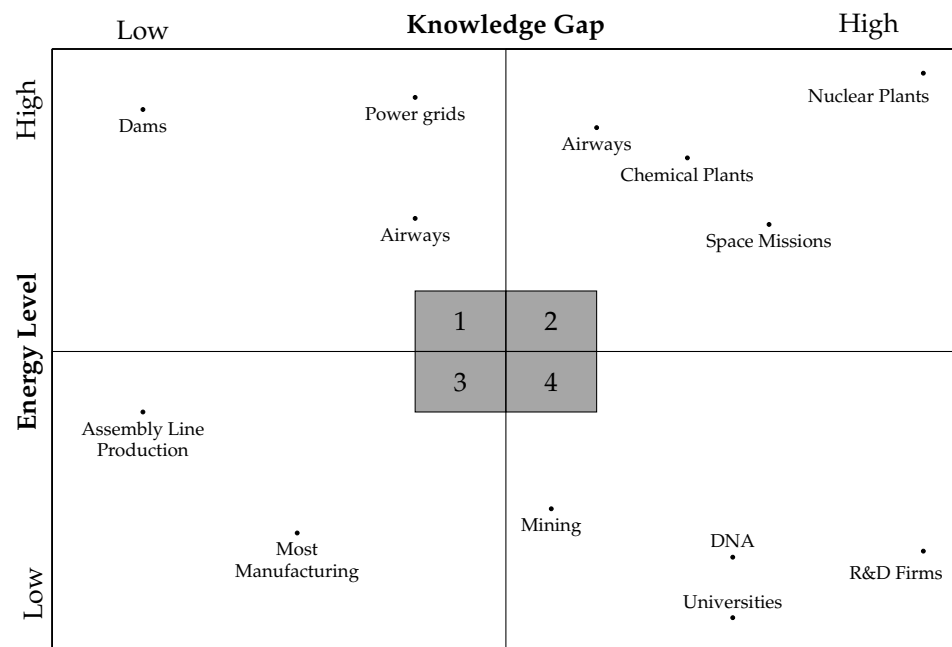 Low
Knowledge Gap
High
High
Energy Level
Low
Dams
Power grids
Airways
Nuclear Plants
Airways
Chemical Plants
Space Missions
1
2
3
4
Assembly Line
Production
Most
Manufacturing
Mining
DNA
Universities
R&D Firms